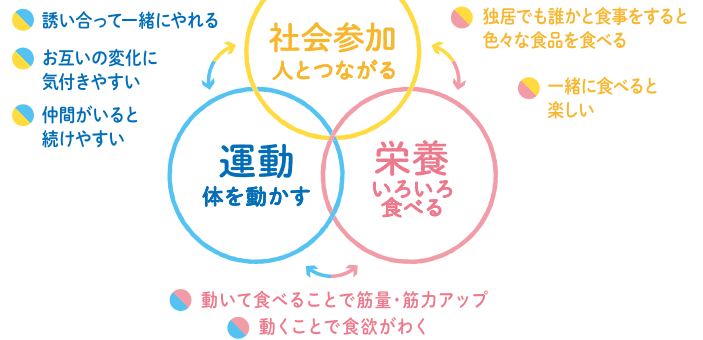 誘い合って一緒にやれる
お互いの変化に
気付きやすい
仲間がいると
続けやすい
社会参加
人とつながる
独居でも誰かと食事をすると
色々な食品を食べる
一緒に食べると
楽しい
運動
体を動かす
栄養
いろいろ
食べる
動いて食べることで筋量・筋力アップ
動くことで食欲がわく